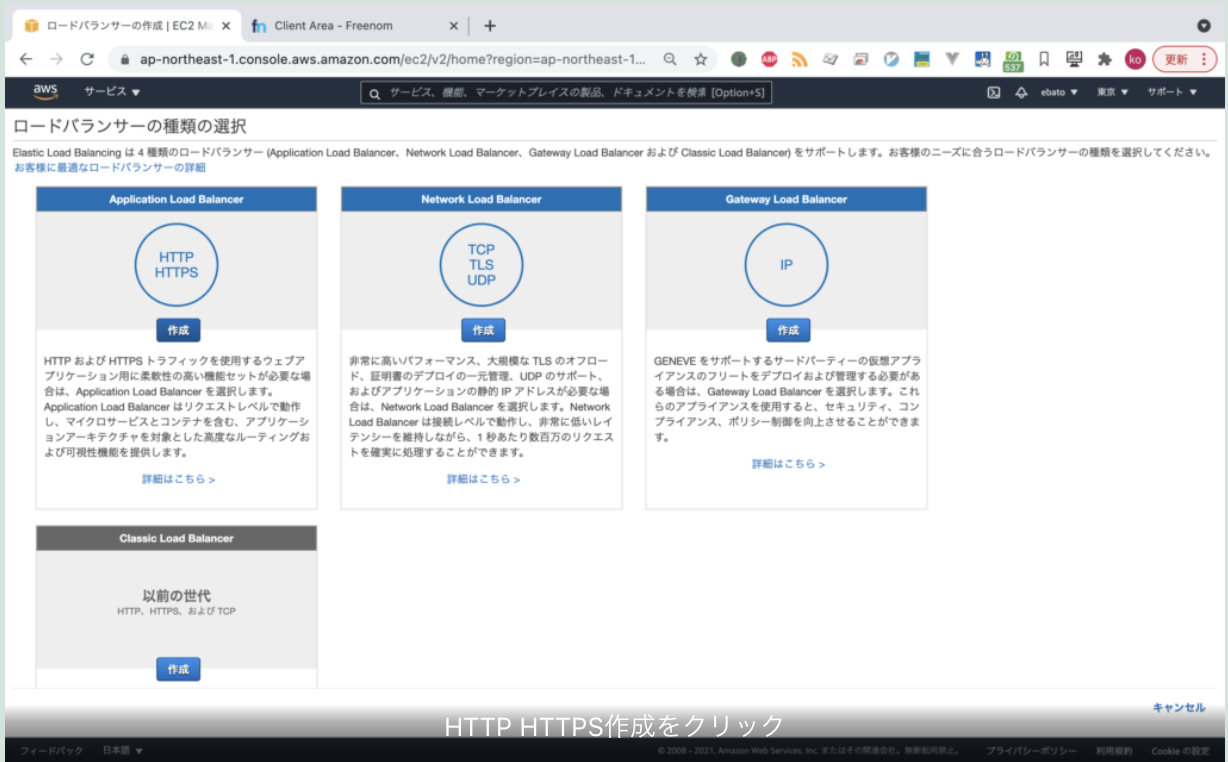 ロードバランサーの作成 | EC2 Ma
Client Area - Freenom
ap-northeast-1.console.aws.amazon.com/ec2/v2/home?region=ap-northeast-1...
ABP
537
ko
更新
aws
サービス
サービス、機能、マーケットプレイスの製品、ドキュメントを検索 [Option+S]
ebato
東京
サポート
ロードバランサーの種類の選択
Elastic Load Balancing は 4 種類のロードバランサー (Application Load Balancer、Network Load Balancer、Gateway Load Balancer および Classic Load Balancer) をサポートします。お客様のニーズに合うロードバランサーの種類を選択してください。
お客様に最適なロードバランサーの詳細
Application Load Balancer
HTTP
HTTPS
作成
HTTP および HTTPS トラフィックを使用するウェブア
プリケーション用に柔軟性の高い機能セットが必要な場
合は、Application Load Balancer を選択します。
Application Load Balancer はリクエストレベルで動作
し、マイクロサービスとコンテナを含む、アプリケーシ
ョンアーキテクチャを対象とした高度なルーティングお
よび可視性機能を提供します。
詳細はこちら >
Network Load Balancer
TCP
TLS
UDP
作成
非常に高いパフォーマンス、大規模な TLS のオフロー
ド、証明書のデプロイの一元管理、UDP のサポート、
およびアプリケーションの静的 IP アドレスが必要な場
合は、Network Load Balancer を選択します。Network
Load Balancer は接続レベルで動作し、非常に低いレイ
テンシーを維持しながら、1 秒あたり数百万のリクエス
トを確実に処理することができます。
詳細はこちら >
Gateway Load Balancer
IP
作成
GENEVE をサポートするサードパーティーの仮想アプラ
イアンスのフリートをデプロイおよび管理する必要があ
る場合は、Gateway Load Balancer を選択します。これ
らのアプライアンスを使用すると、セキュリティ、コン
プライアンス、ポリシー制御を向上させることができま
す。
詳細はこちら >
Classic Load Balancer
以前の世代
HTTP、HTTPS、および TCP
作成
キャンセル
HTTP HTTPS作成をクリック
フィードバック
日本語
© 2008 - 2021, Amazon Web Services, Inc. またはその関連会社。無断転用禁止。
プライバシーポリシー
利用規約
Cookie の設定